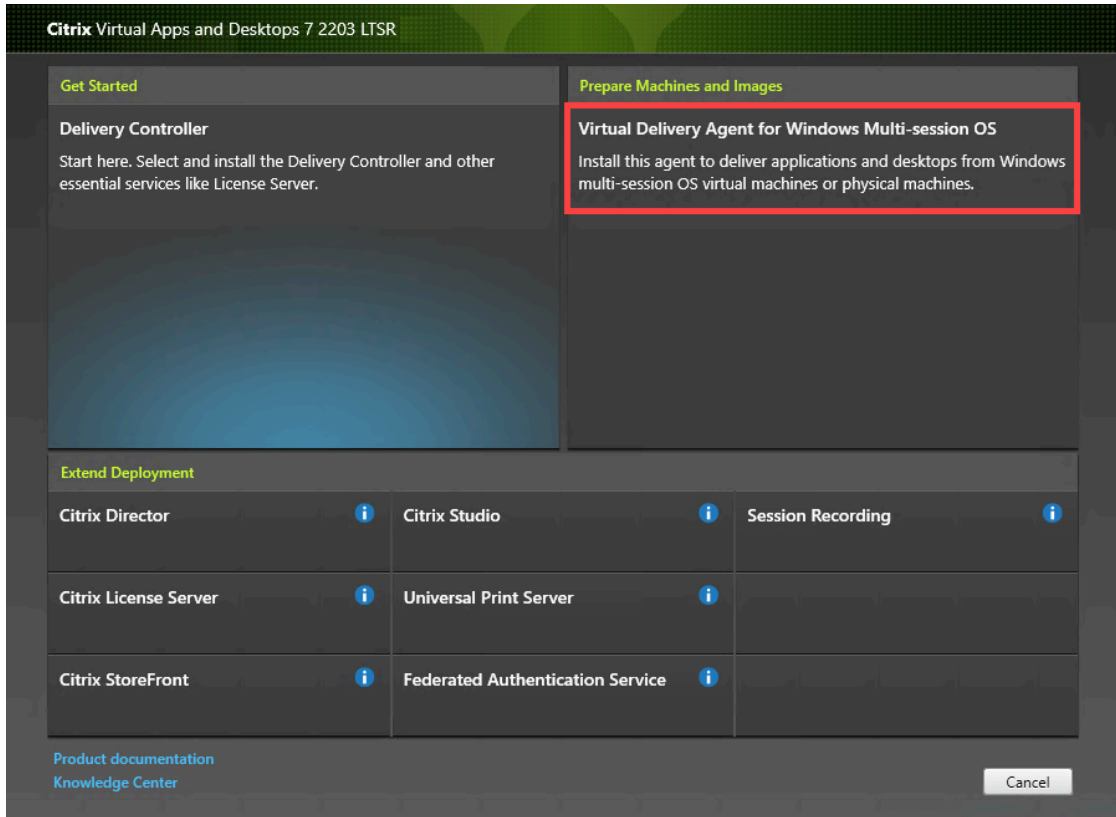 Citrix Virtual Apps and Desktops 7 2203 LTSR
Get Started
Delivery Controller
Start here. Select and install the Delivery Controller and other
essential services like License Server.
Prepare Machines and Images
Virtual Delivery Agent for Windows Multi-session OS
Install this agent to deliver applications and desktops from Windows
multi-session OS virtual machines or physical machines.
Extend Deployment
Citrix Director
Citrix Studio
Session Recording
Citrix License Server
Universal Print Server
Citrix StoreFront
Federated Authentication Service
Product documentation
Knowledge Center
Cancel